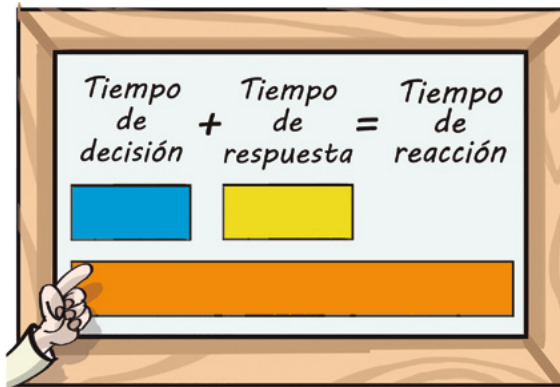 Tiempo de decisión + Tiempo de respuesta = Tiempo de reacción